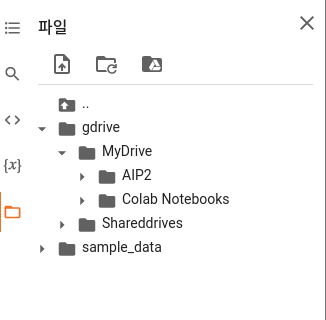 파일
..
gdrive
MyDrive
AIP2
Colab Notebooks
Shareddrives
{x}
sample_data